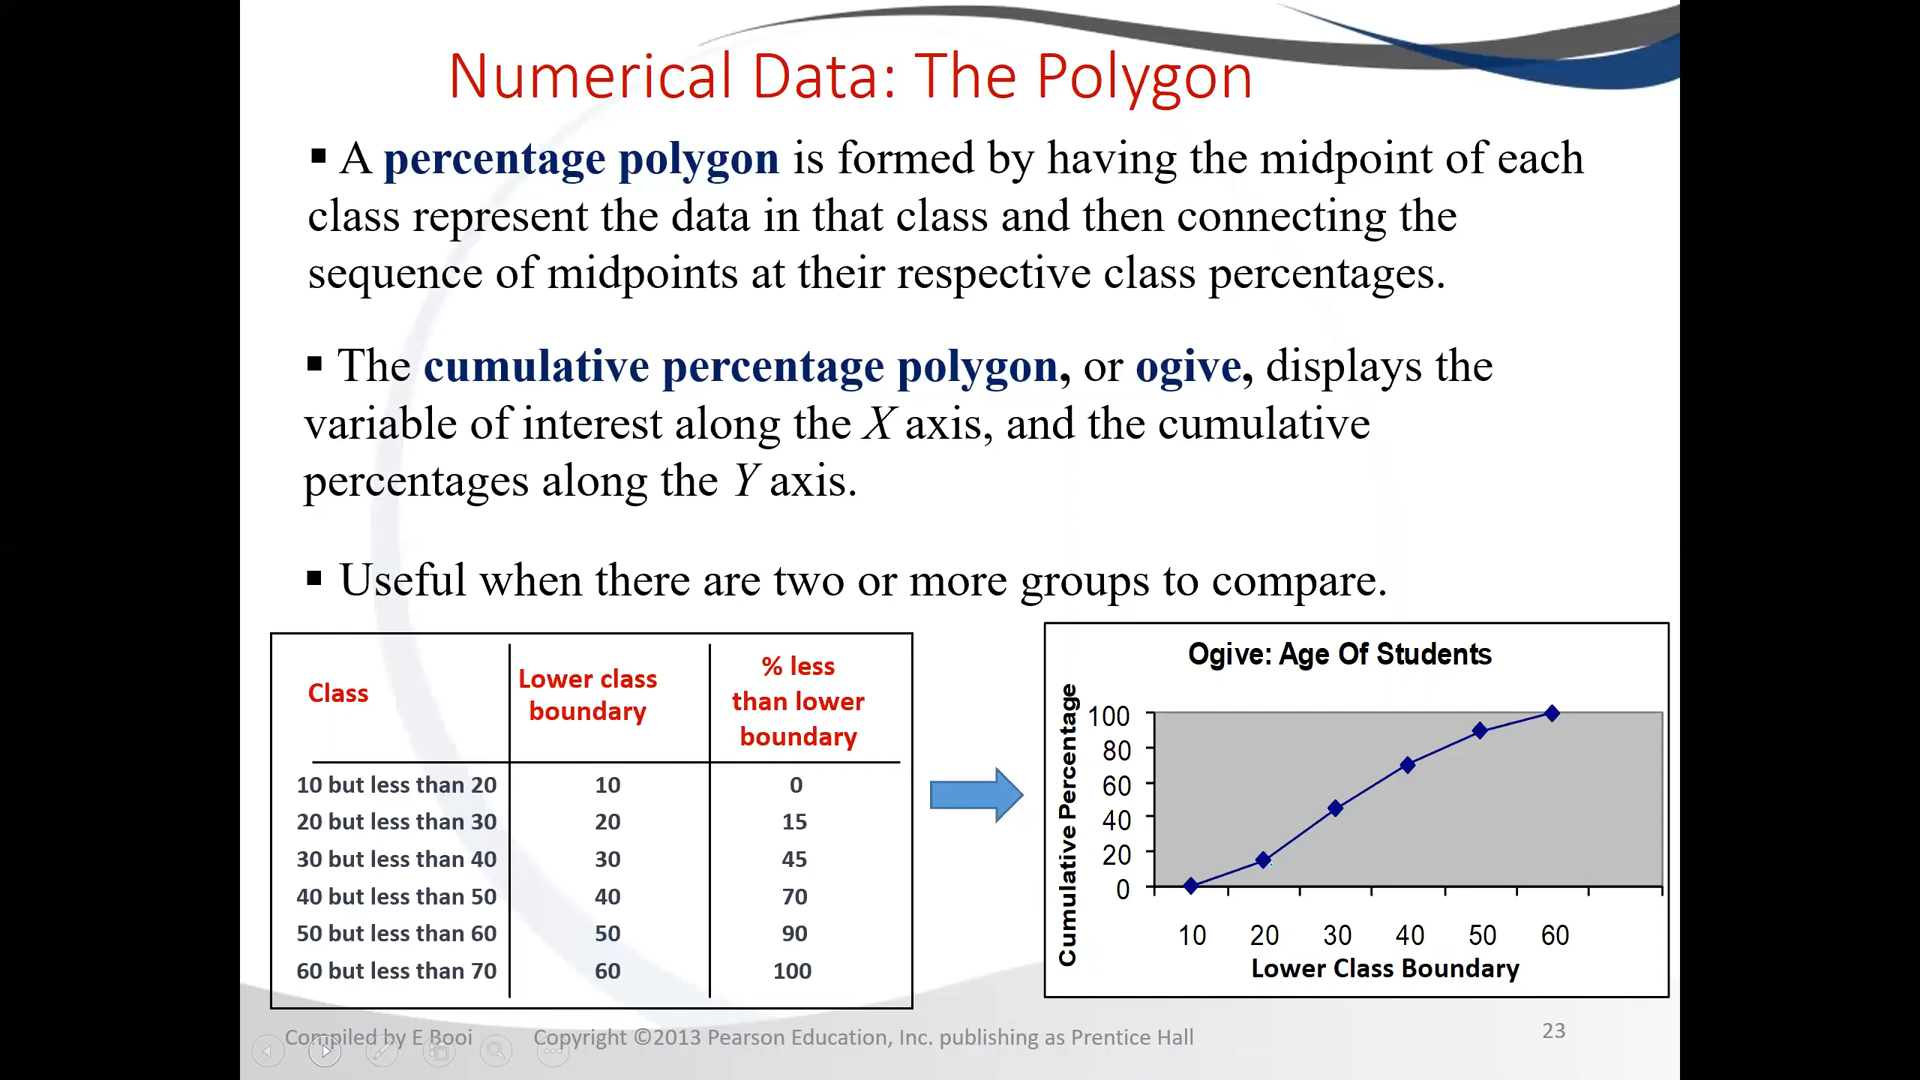 Numerical Data: The Polygon
▪ A percentage polygon is formed by having the midpoint of each
class represent the data in that class and then connecting the
sequence of midpoints at their respective class percentages.
▪ The cumulative percentage polygon, or ogive, displays the
variable of interest along the X axis, and the cumulative
percentages along the Y axis.
▪ Useful when there are two or more groups to compare.
Class | Lower class boundary | % less than lower boundary
10 but less than 20 | 10 | 0
20 but less than 30 | 20 | 15
30 but less than 40 | 30 | 45
40 but less than 50 | 40 | 70
50 but less than 60 | 50 | 90
60 but less than 70 | 60 | 100
Ogive: Age Of Students
Cumulative Percentage
100
80
60
40
20
0
10 20 30 40 50 60
Lower Class Boundary
Compiled by E Booi
Copyright ©2013 Pearson Education, Inc. publishing as Prentice Hall
23